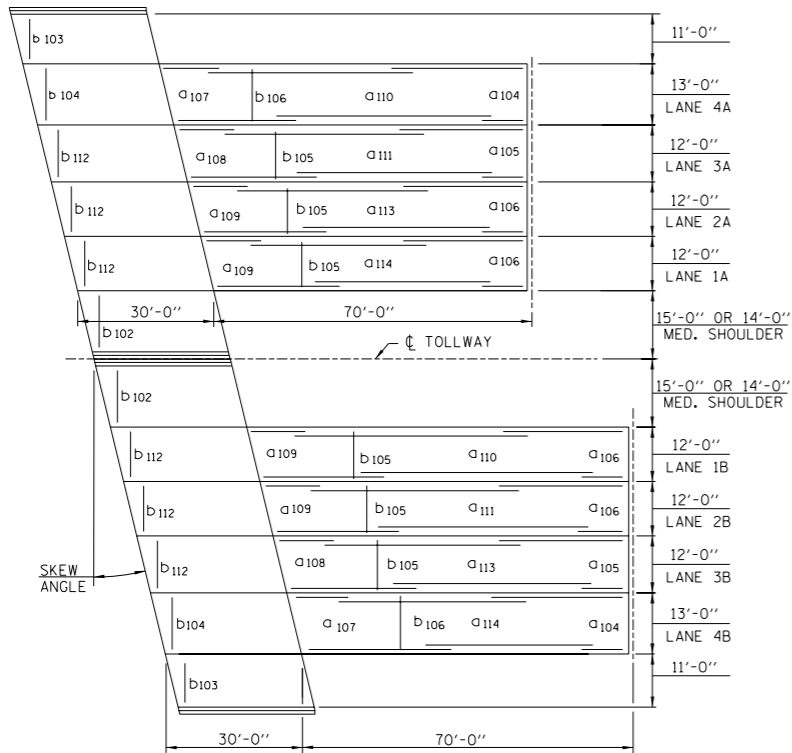 b 103
11'-0"
b 104
a 107
b 106
a 110
a 104
13'-0"
LANE 4A
b 112
a 108
b 105
a 111
a 105
12'-0"
LANE 3A
b 112
a 109
b 105
a 113
a 106
12'-0"
LANE 2A
b 112
a 109
b 105
a 114
a 106
12'-0"
LANE 1A
30'-0"
70'-0"
b 102
15'-0" OR 14'-0"
MED. SHOULDER
℄ TOLLWAY
b 102
15'-0" OR 14'-0"
MED. SHOULDER
b 112
a 109
b 105
a 110
a 106
12'-0"
LANE 1B
b 112
a 109
b 105
a 111
a 106
12'-0"
LANE 2B
SKEW
ANGLE
b 112
a 108
b 105
a 113
a 105
12'-0"
LANE 3B
b 104
a 107
b 106
a 114
a 104
13'-0"
LANE 4B
b 103
11'-0"
30'-0"
70'-0"